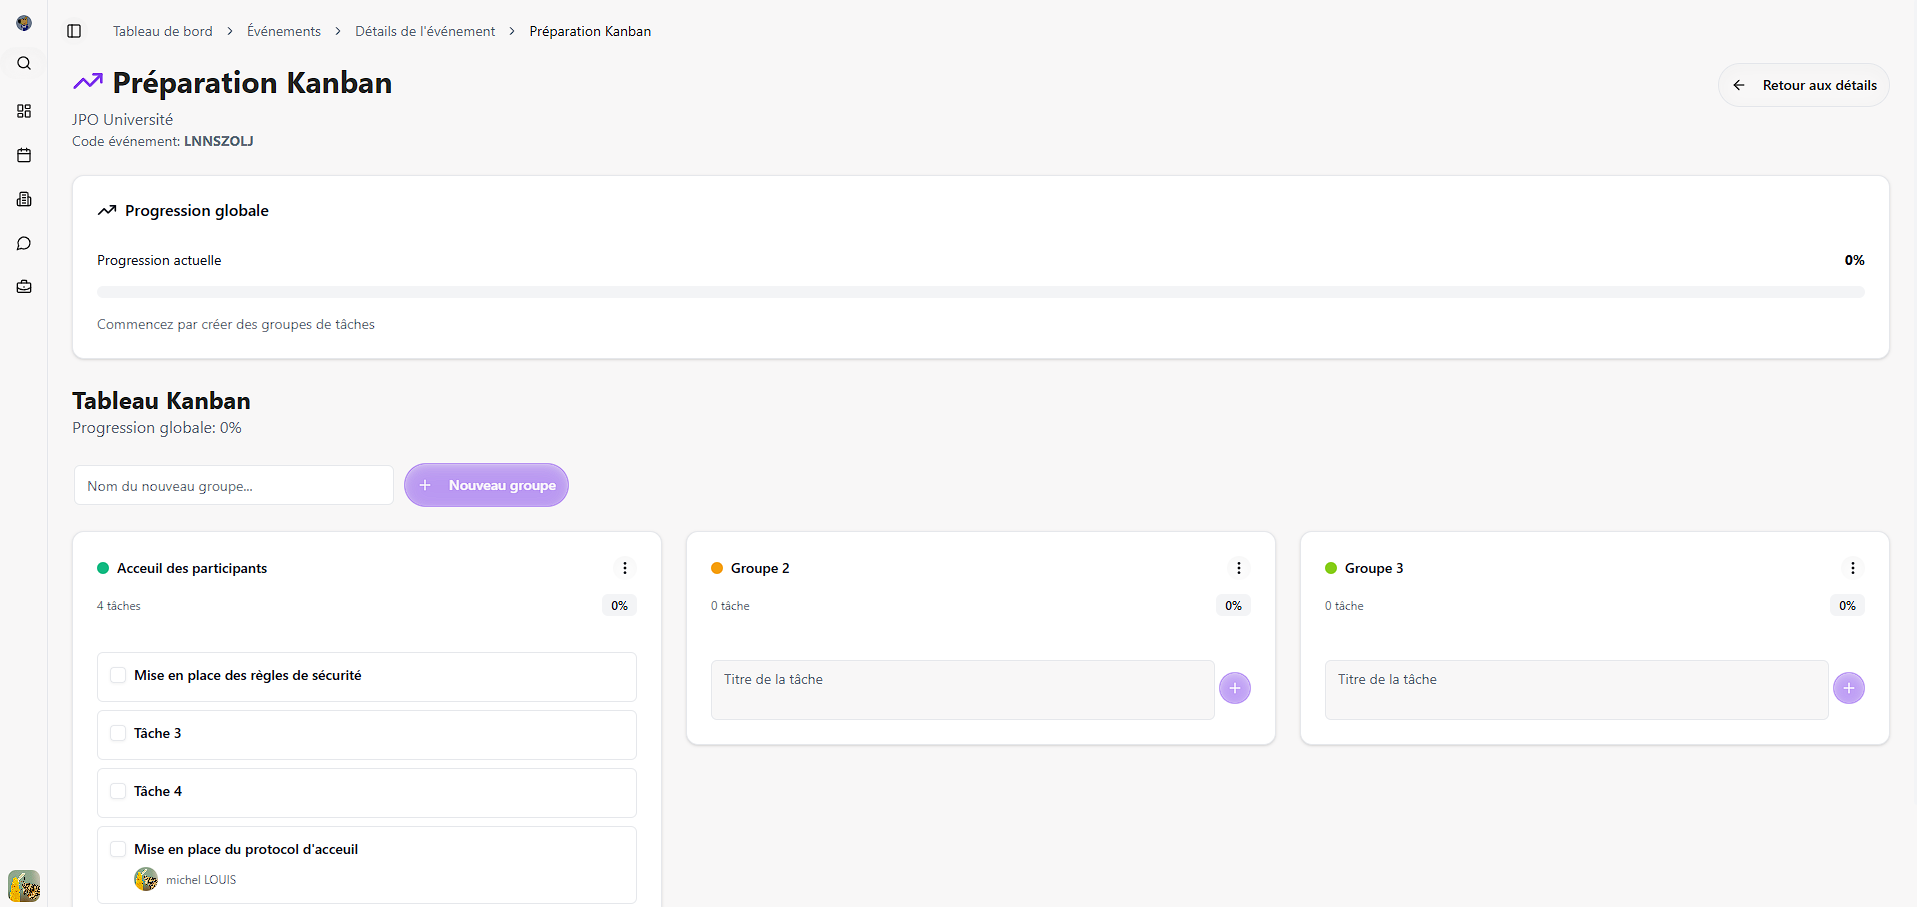 Tableau de bord > Événements > Détails de l'événement > Préparation Kanban
Préparation Kanban
Retour aux détails
JPO Université
Code événement: LNNSZOLJ
Progression globale
Progression actuelle
0%
Commencez par créer des groupes de tâches
Tableau Kanban
Progression globale: 0%
Nom du nouveau groupe...
+ Nouveau groupe
Acceuil des participants
4 tâches
0%
Mise en place des règles de sécurité
Tâche 3
Tâche 4
Mise en place du protocol d'acceuil
michel LOUIS
Groupe 2
0 tâche
0%
Titre de la tâche
Groupe 3
0 tâche
0%
Titre de la tâche